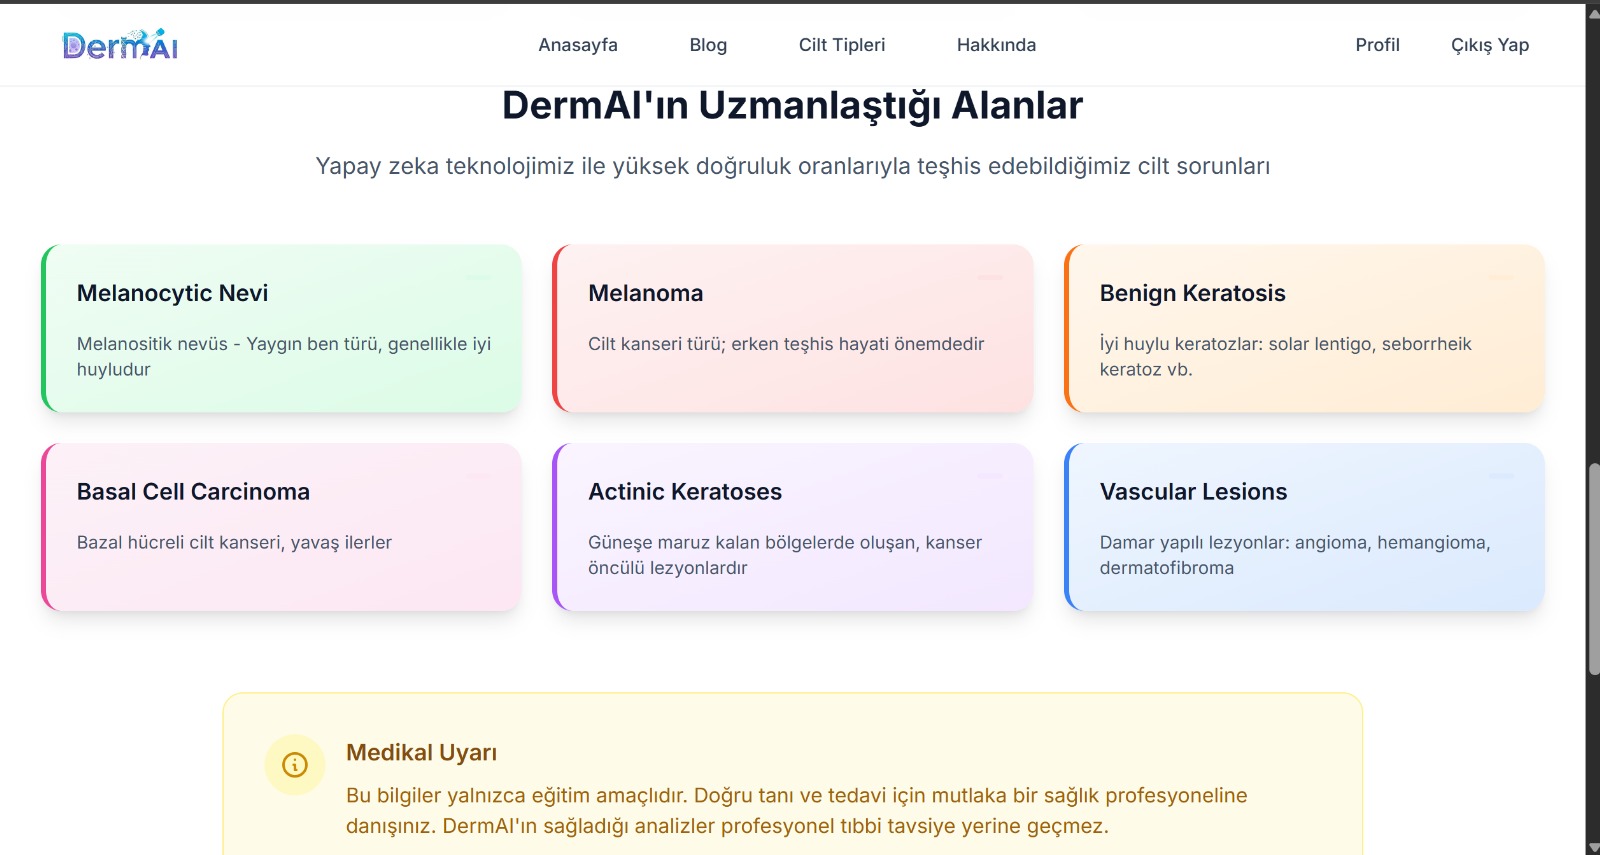 DermAI
Anasayfa
Blog
Cilt Tipleri
Hakkında
Profil
Çıkış Yap
DermAI'ın Uzmanlaştığı Alanlar
Yapay zeka teknolojimiz ile yüksek doğruluk oranlarıyla teşhis edebildiğimiz cilt sorunları
Melanocytic Nevi
Melanositik nevüs - Yaygın ben türü, genellikle iyi
huyludur
Melanoma
Cilt kanseri türü; erken teşhis hayati önemdedir
Benign Keratosis
İyi huylu keratozlar: solar lentigo, seborrheik
keratoz vb.
Basal Cell Carcinoma
Bazal hücreli cilt kanseri, yavaş ilerler
Actinic Keratoses
Güneşe maruz kalan bölgelerde oluşan, kanser
öncülü lezyonlardır
Vascular Lesions
Damar yapılı lezyonlar: angioma, hemangioma,
dermatofibroma
Medikal Uyarı
Bu bilgiler yalnızca eğitim amaçlıdır. Doğru tanı ve tedavi için mutlaka bir sağlık profesyoneline
danışınız. DermAI'ın sağladığı analizler profesyonel tıbbi tavsiye yerine geçmez.